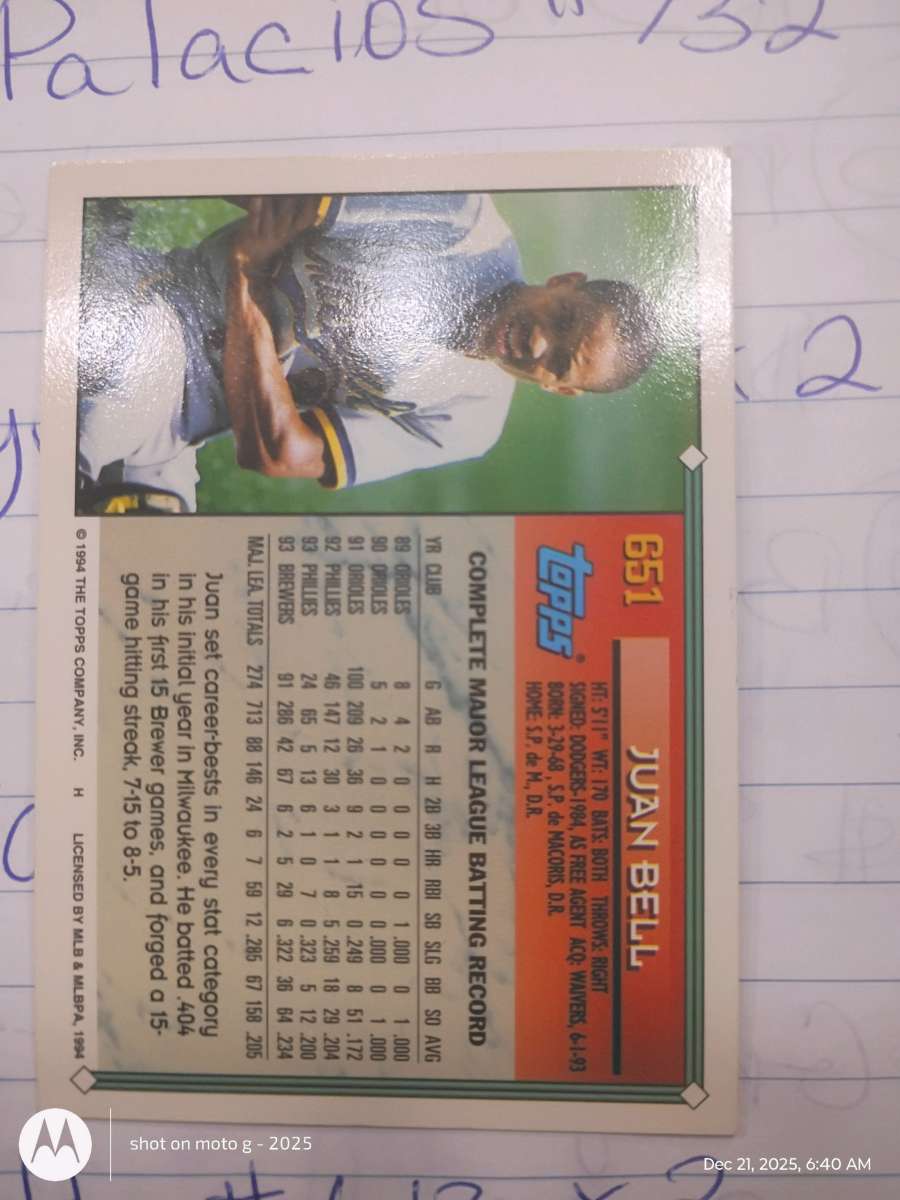 Palacios # 732
x 2
651
JUAN BELL
topps®
HT: 5'11" WT: 170 BATS: BOTH THROWS: RIGHT
SIGNED: DODGERS-1984, AS FREE AGENT ACQ: WAIVERS, 6-1-93
BORN: 3-29-68, S.P. de MACORIS, D.R.
HOME: S.P. de M., D.R.
COMPLETE MAJOR LEAGUE BATTING RECORD
YR CLUB G AB R H 2B 3B HR RBI SB SLG BB SO AVG
89 ORIOLES 8 4 2 0 0 0 0 0 1 .000 0 1 .000
90 ORIOLES 5 2 1 0 0 0 0 0 0 .000 0 1 .000
91 ORIOLES 100 209 26 36 9 2 1 15 0 .249 8 51 .172
92 PHILLIES 46 147 12 30 3 1 1 8 5 .259 18 29 .204
93 PHILLIES 24 65 5 13 6 1 0 7 0 .323 5 12 .200
93 BREWERS 91 286 42 67 6 2 5 29 6 .322 36 64 .234
MAJ. LEA. TOTALS 274 713 88 146 24 6 7 59 12 .285 67 158 .205
Juan set career-bests in every stat category
in his initial year in Milwaukee. He batted .404
in his first 15 Brewer games, and forged a 15-
game hitting streak, 7-15 to 8-5.
© 1994 THE TOPPS COMPANY, INC. H LICENSED BY MLB & MLBPA, 1994
shot on moto g - 2025
Dec 21, 2025, 6:40 AM